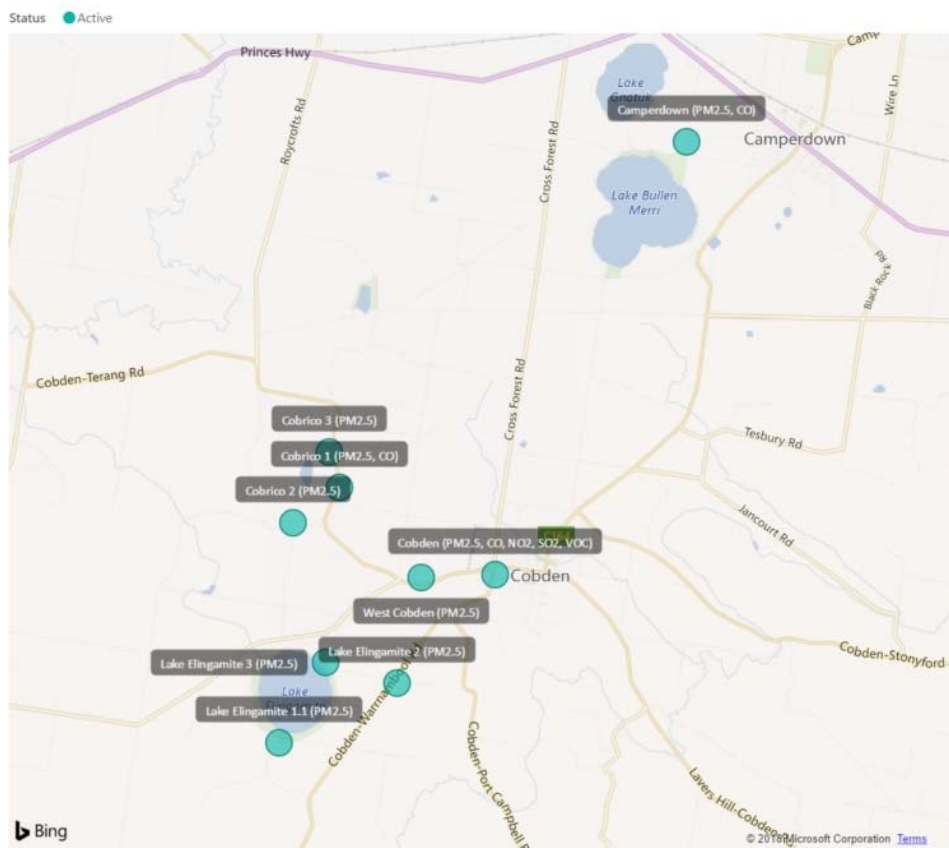 Status Active
Princes Hwy
Roycrofts Rd
Cross Forest Rd
Lake
Gnotuk
Camp
Wire Ln
Camperdown (PM2.5, CO)
Camperdown
Lake Bullen
Merri
Black Rock
Rd
Cobden-Terang Rd
Cross Forest Rd
Cobrico 3 (PM2.5)
Cobrico 1 (PM2.5, CO)
Cobrico 2 (PM2.5)
Tesbury Rd
Jancourt Rd
C164
Cobden (PM2.5, CO, NO2, SO2, VOC)
Cobden
West Cobden (PM2.5)
Lake Elingamite 2 (PM2.5)
Lake Elingamite 3 (PM2.5)
Cobden-Stonyford
Lake
Lake Elingamite 1.1 (PM2.5)
Cobden-Warrnambool
Cobden-Port Campbell R
Lavers Hill-Cobden Rd
Bing
© 2018 Microsoft Corporation Terms